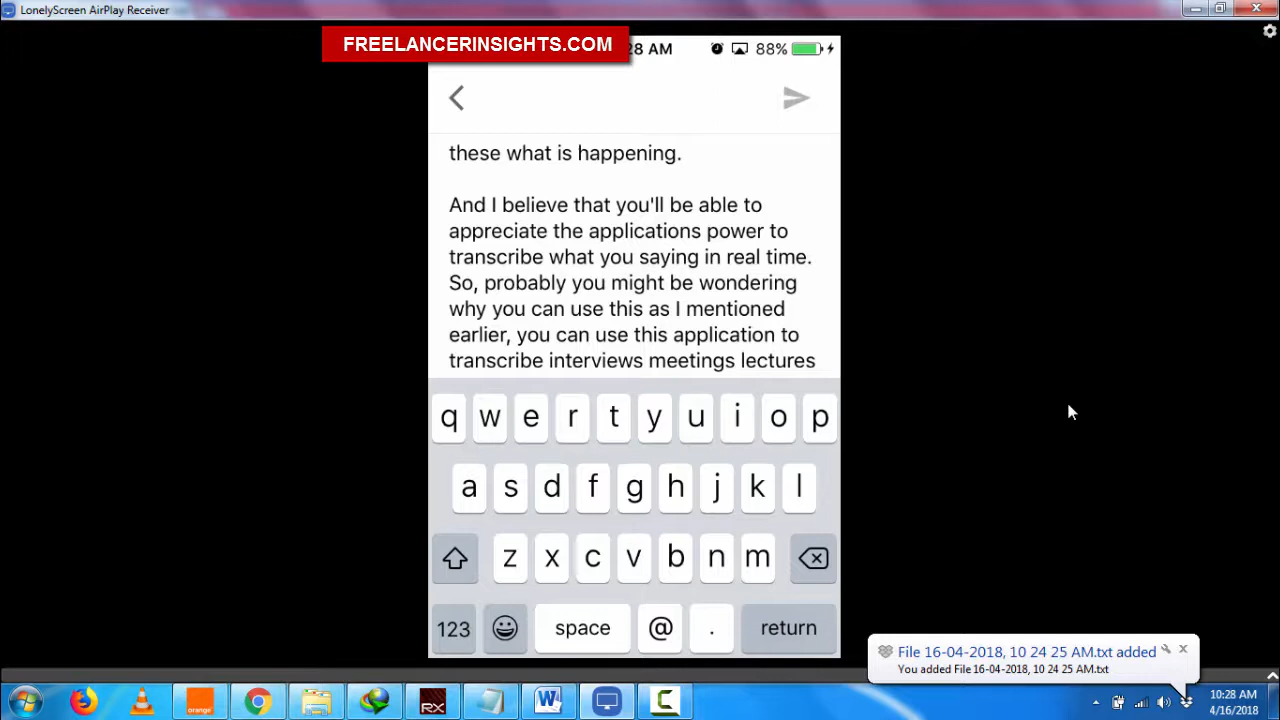 LonelyScreen AirPlay Receiver
FREELANCERINSIGHTS.COM
28 AM
88%
these what is happening.
And I believe that you'll be able to
appreciate the applications power to
transcribe what you saying in real time.
So, probably you might be wondering
why you can use this as I mentioned
earlier, you can use this application to
transcribe interviews meetings lectures
q w e r t y u i o p
a s d f g h j k l
z x c v b n m
123 space @ . return
File 16-04-2018, 10 24 25 AM.txt added
You added File 16-04-2018, 10 24 25 AM.txt
orange
RX
W
C
10:28 AM
4/16/2018